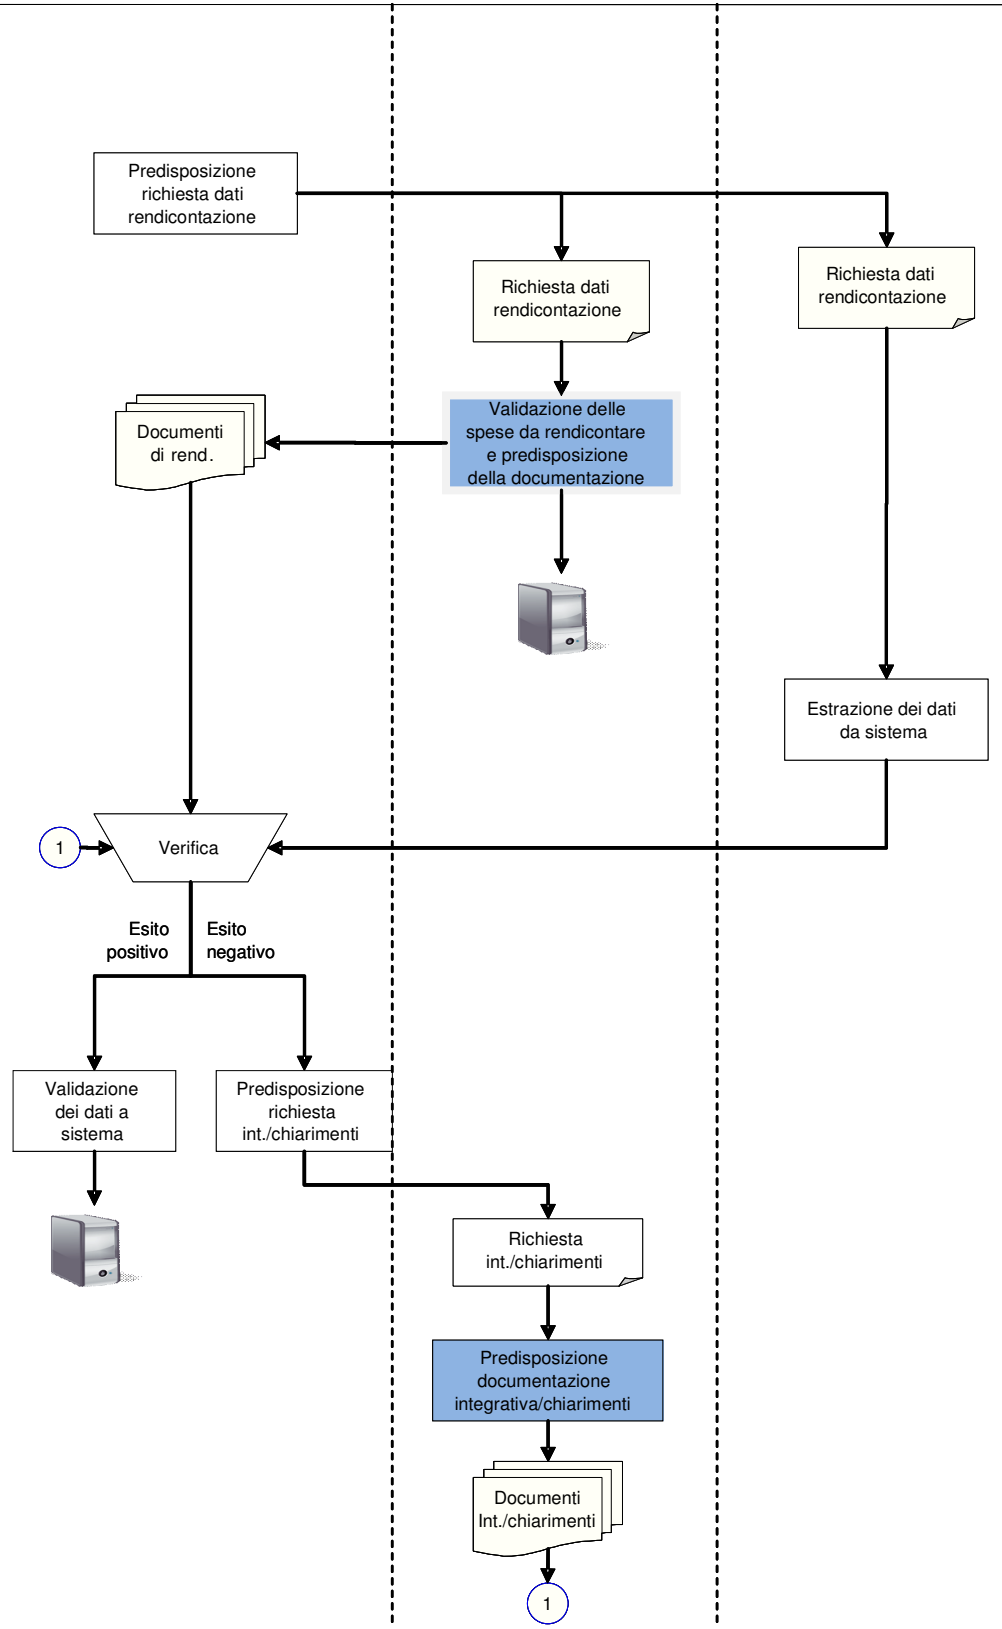 Predisposizione
richiesta dati
rendicontazione
Richiesta dati
rendicontazione
Richiesta dati
rendicontazione
Validazione delle
spese da rendicontare
e predisposizione
della documentazione
Documenti
di rend.
Estrazione dei dati
da sistema
1
Verifica
Esito
positivo
Esito
negativo
Validazione
dei dati a
sistema
Predisposizione
richiesta
int./chiarimenti
Richiesta
int./chiarimenti
Predisposizione
documentazione
integrativa/chiarimenti
Documenti
Int./chiarimenti
1